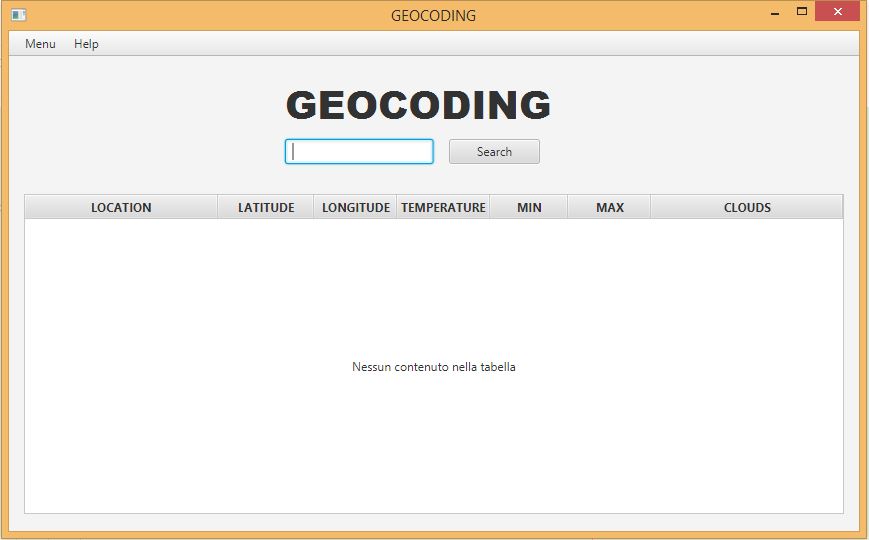 GEOCODING
Menu Help
GEOCODING
Search
LOCATION LATITUDE LONGITUDE TEMPERATURE MIN MAX CLOUDS
Nessun contenuto nella tabella